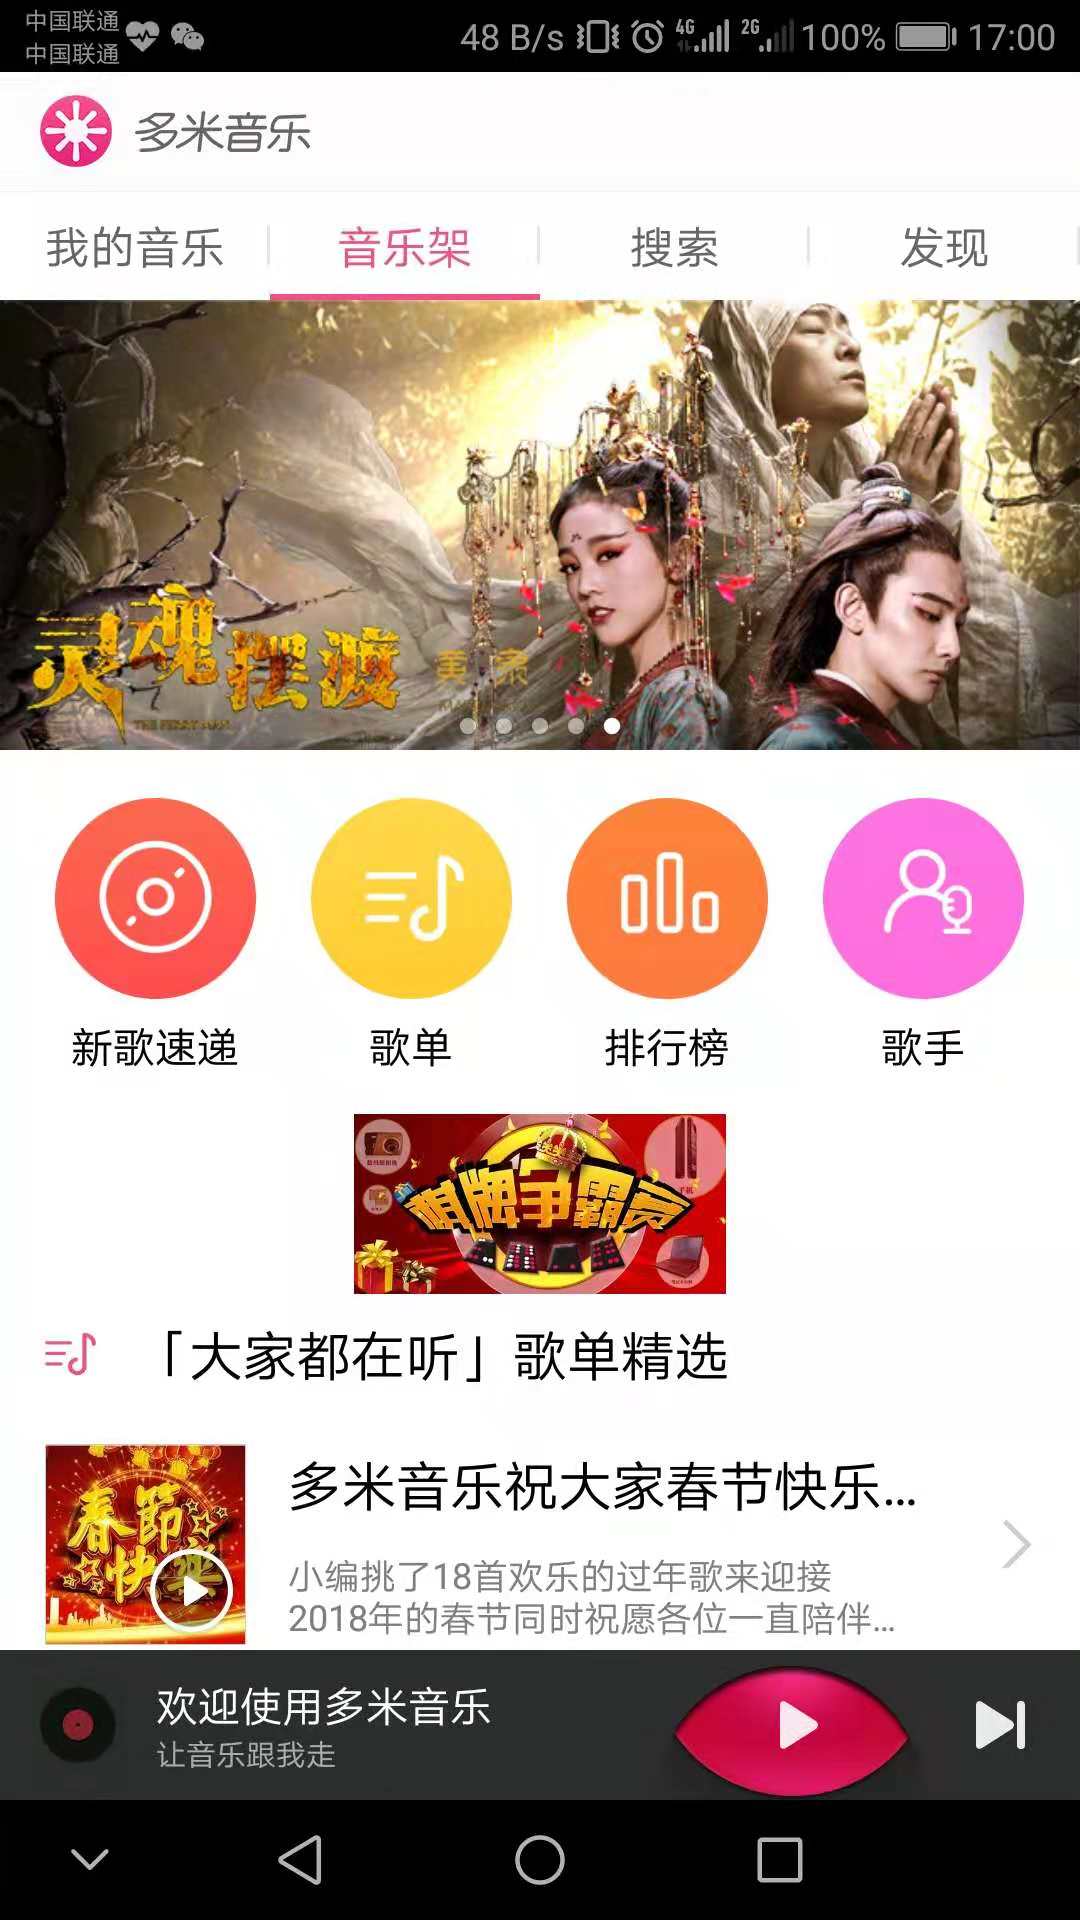 中国联通
中国联通
48 B/s
4G
2G
100%
17:00
多米音乐
我的音乐
音乐架
搜索
发现
灵魂摆渡
黄泉
新歌速递
歌单
排行榜
歌手
棋牌争霸赛
「大家都在听」歌单精选
春節
快樂
多米音乐祝大家春节快乐...
小编挑了18首欢乐的过年歌来迎接
2018年的春节同时祝愿各位一直陪伴...
欢迎使用多米音乐
让音乐跟我走